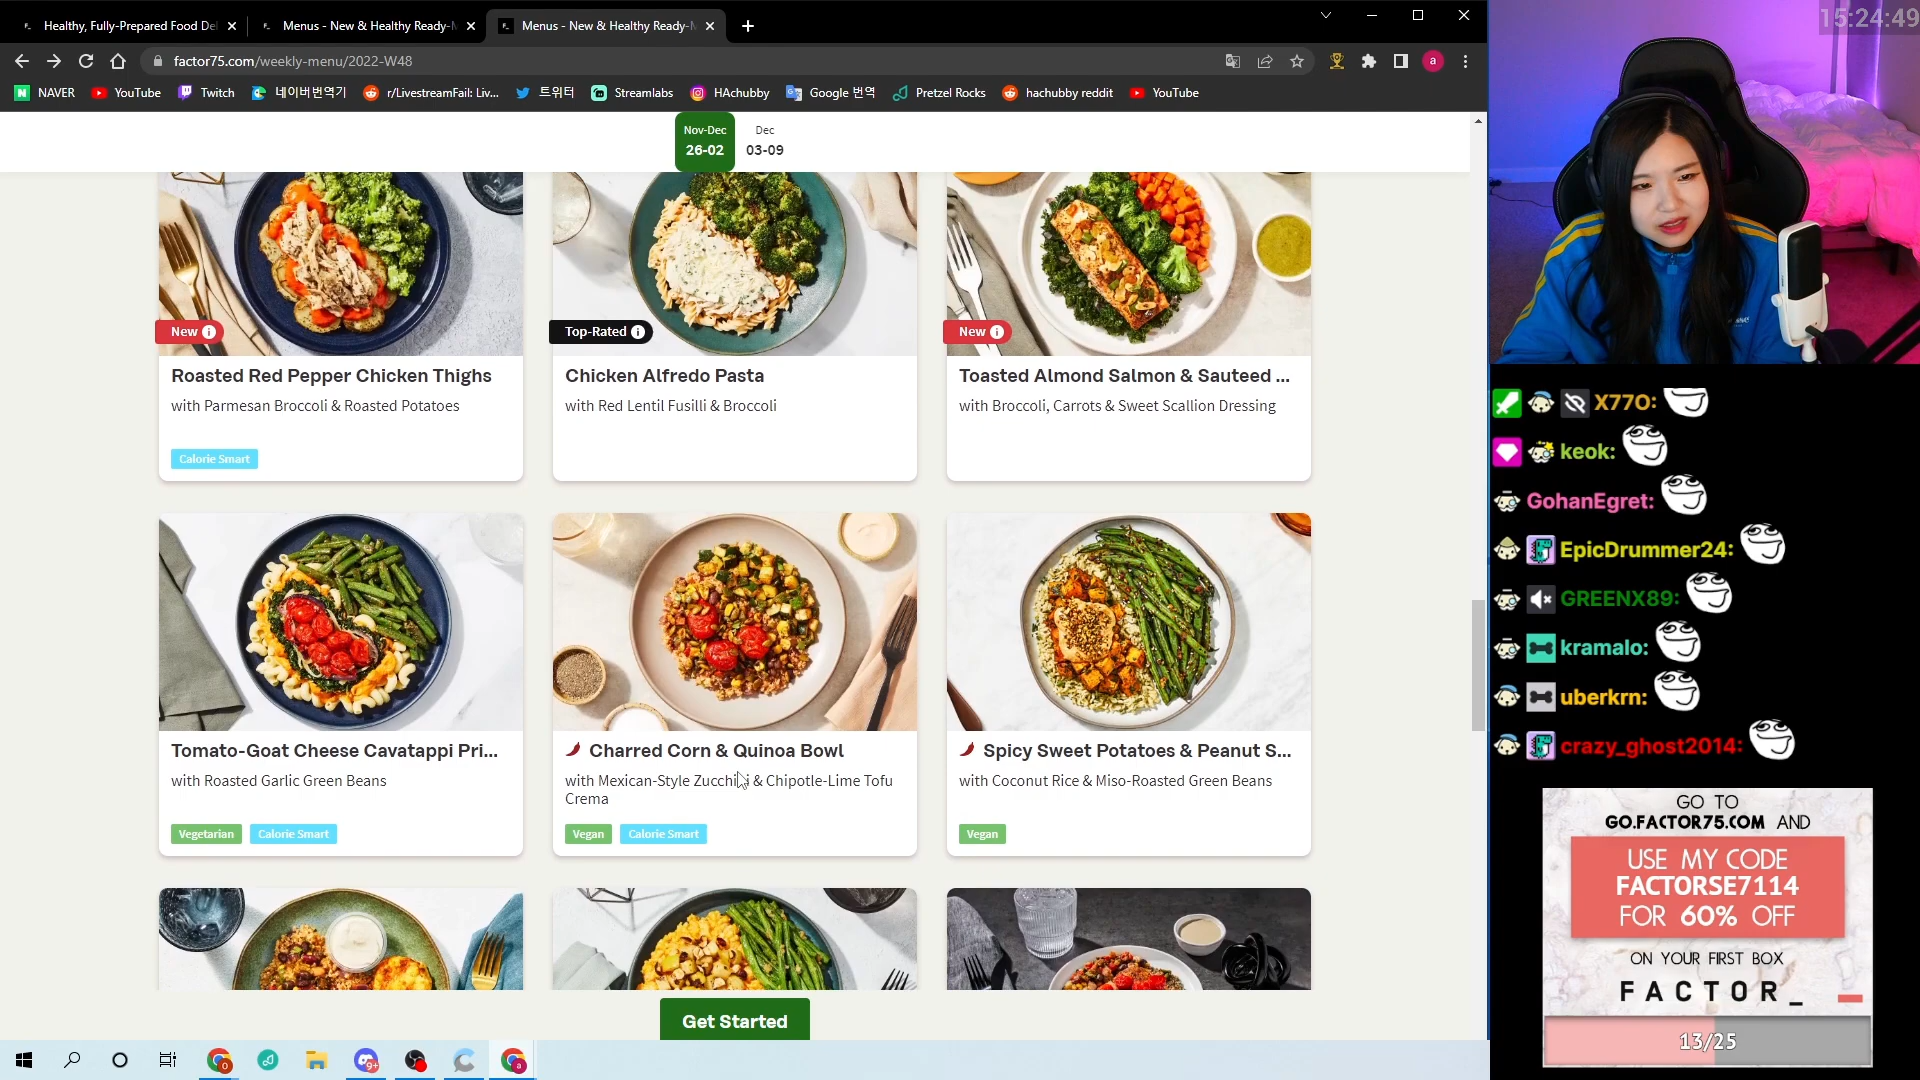 Healthy, Fully-Prepared Food De
Menus - New & Healthy Ready-
Menus - New & Healthy Ready-
factor75.com/weekly-menu/2022-W48
a
NAVER
YouTube
Twitch
네이버번역기
r/LivestreamFail: Liv...
트위터
Streamlabs
HAchubby
Google 번역
Pretzel Rocks
hachubby reddit
YouTube
Nov-Dec
26-02
Dec
03-09
New
Roasted Red Pepper Chicken Thighs
with Parmesan Broccoli & Roasted Potatoes
Calorie Smart
Top-Rated
Chicken Alfredo Pasta
with Red Lentil Fusilli & Broccoli
New
Toasted Almond Salmon & Sauteed ...
with Broccoli, Carrots & Sweet Scallion Dressing
Tomato-Goat Cheese Cavatappi Pri...
with Roasted Garlic Green Beans
Vegetarian
Calorie Smart
Charred Corn & Quinoa Bowl
with Mexican-Style Zucchini & Chipotle-Lime Tofu
Crema
Vegan
Calorie Smart
Spicy Sweet Potatoes & Peanut S...
with Coconut Rice & Miso-Roasted Green Beans
Vegan
Get Started
15:24:49
X77O:
keok:
GohanEgret:
EpicDrummer24:
GREENX89:
kramalo:
uberkrn:
crazy_ghost2014:
GO TO
GO.FACTOR75.COM AND
USE MY CODE
FACTORSE7114
FOR 60% OFF
ON YOUR FIRST BOX
FACTOR_
13/25